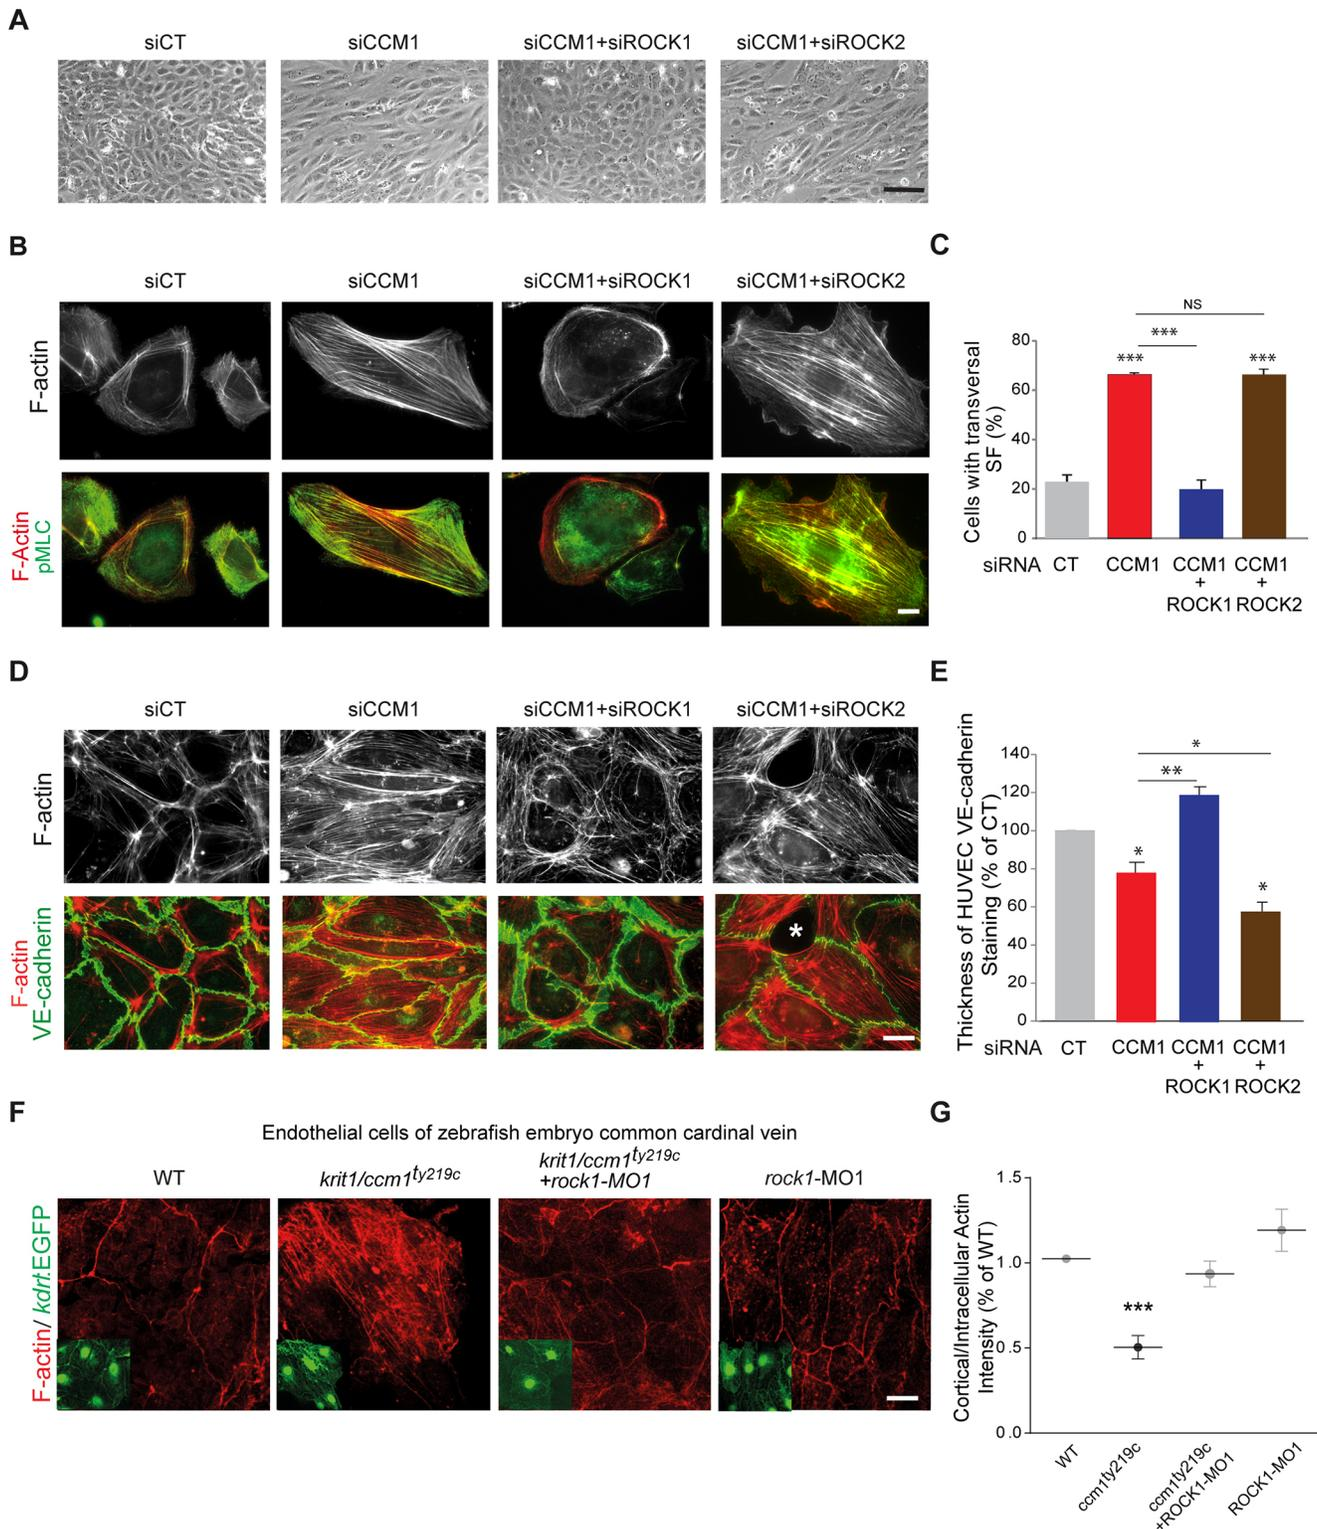 A
siCT
siCCM1
siCCM1+siROCK1
siCCM1+siROCK2
B
siCT
siCCM1
siCCM1+siROCK1
siCCM1+siROCK2
F-actin
F-Actin
pMLC
C
NS
***
***
***
80
60
40
20
0
Cells with transversal
SF (%)
siRNA
CT
CCM1
CCM1
+
ROCK1
CCM1
+
ROCK2
D
siCT
siCCM1
siCCM1+siROCK1
siCCM1+siROCK2
F-actin
F-actin
VE-cadherin
*
E
*
**
*
*
140
120
100
80
60
40
20
0
Thickness of HUVEC VE-cadherin
Staining (% of CT)
siRNA
CT
CCM1
CCM1
+
ROCK1
CCM1
+
ROCK2
F
Endothelial cells of zebrafish embryo common cardinal vein
WT
krit1/ccm1ty219c
krit1/ccm1ty219c
+rock1-MO1
rock1-MO1
F-actin/ kdrl:EGFP
G
1.5
1.0
0.5
0.0
***
Cortical/Intracellular Actin
Intensity (% of WT)
WT
ccm1ty219c
ccm1ty219c
+ROCK1-MO1
ROCK1-MO1